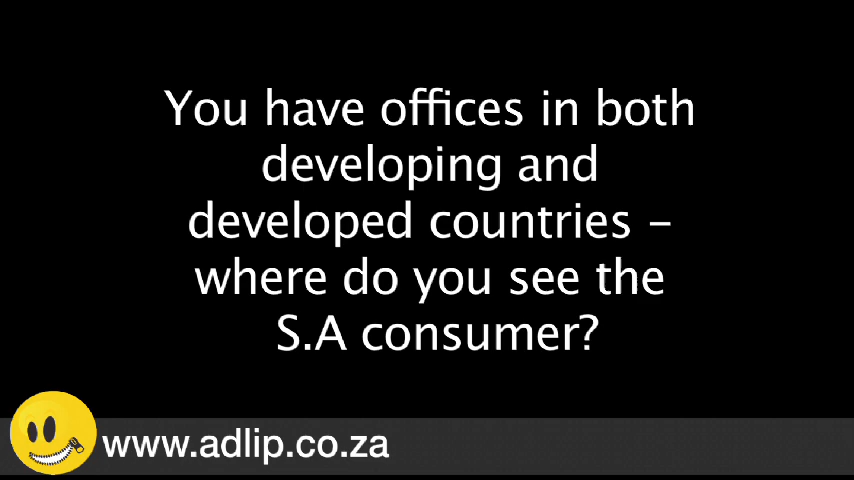 You have offices in both
developing and
developed countries –
where do you see the
S.A consumer?
www.adlip.co.za